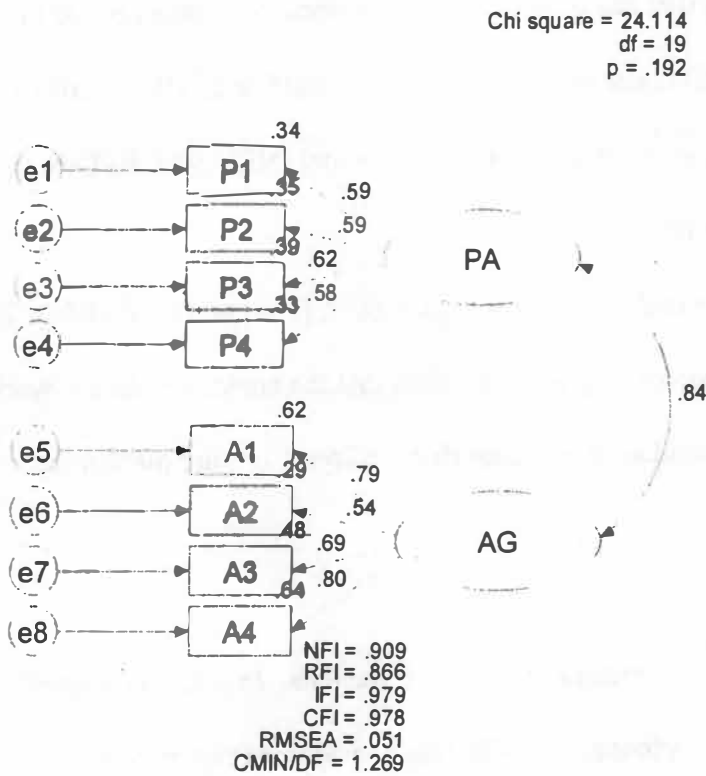 Chi square = 24.114
df = 19
p = .192
.34
e1 P1 .59
.35
e2 P2 .59
.39
e3 P3 .62
.33
e4 P4 .58
PA
.84
.62
e5 A1 .79
.29
e6 A2 .54
.48
e7 A3 .69
.64
e8 A4 .80
AG
NFI = .909
RFI = .866
IFI = .979
CFI = .978
RMSEA = .051
CMIN/DF = 1.269